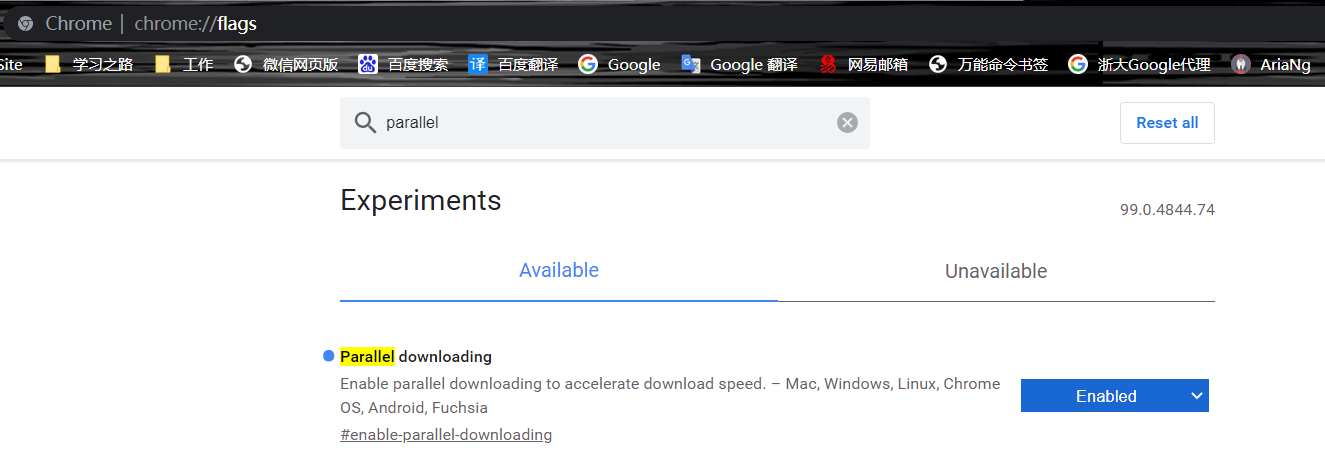 Chrome | chrome://flags
Site 学习之路 工作 微信网页版 百度搜索 译 百度翻译 Google Google 翻译 网易邮箱 万能命令书签 浙大Google代理 AriaNg
parallel
Reset all
Experiments
99.0.4844.74
Available
Unavailable
Parallel downloading
Enable parallel downloading to accelerate download speed. – Mac, Windows, Linux, Chrome
OS, Android, Fuchsia
Enabled
#enable-parallel-downloading